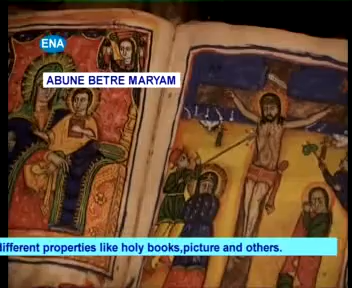 ENA
ABUNE BETRE MARYAM
different properties like holy books,picture and others.